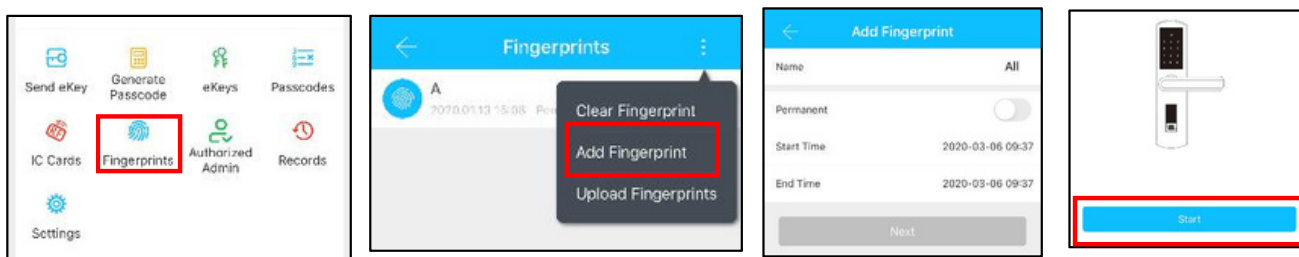 Send eKey
Generate
Passcode
eKeys
Passcodes
IC Cards
Fingerprints
Authorized
Admin
Records
Settings
Fingerprints
A
2020.01.13 15:08
Clear Fingerprint
Add Fingerprint
Upload Fingerprints
Add Fingerprint
Name All
Permanent
Start Time 2020-03-06 09:37
End Time 2020-03-06 09:37
Next
Start